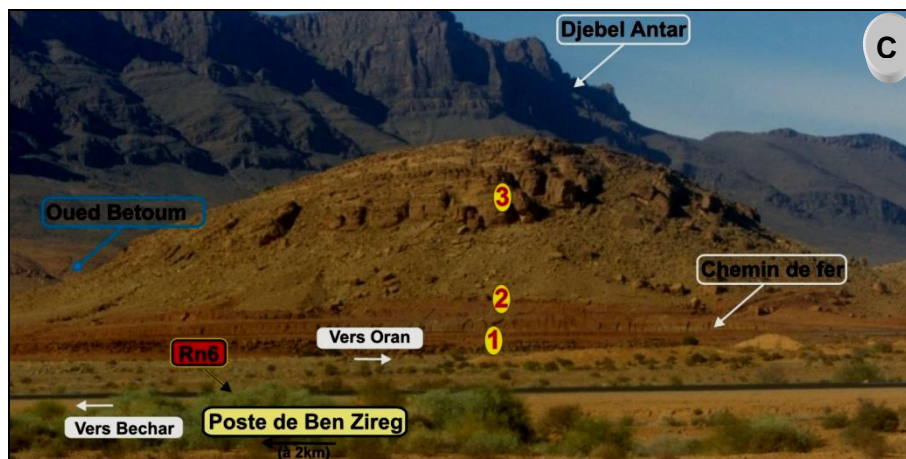 Djebel Antar
C
3
Oued Betoum
Chemin de fer
2
Vers Oran
1
Rn6
Poste de Ben Zireg
Vers Bechar
(à 2km)